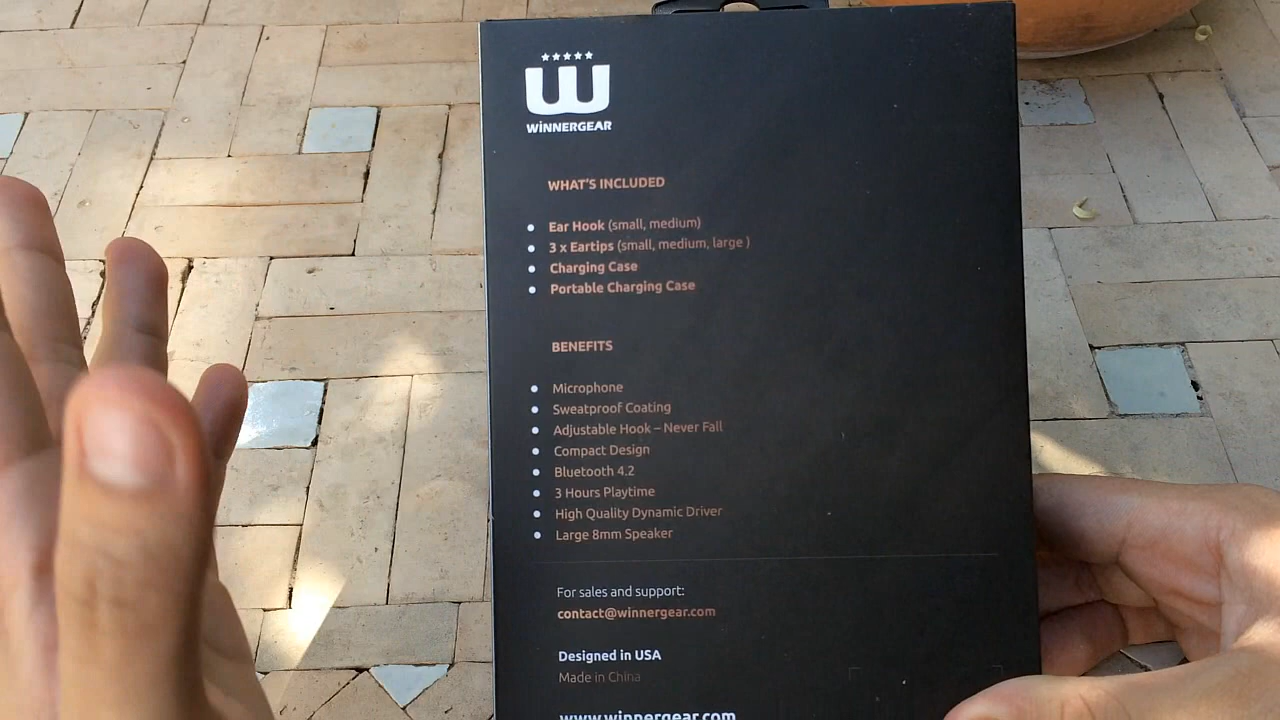 WINNERGEAR
WHAT'S INCLUDED
Ear Hook (small, medium)
3 x Eartips (small, medium, large )
Charging Case
Portable Charging Case
BENEFITS
Microphone
Sweatproof Coating
Adjustable Hook – Never Fall
Compact Design
Bluetooth 4.2
3 Hours Playtime
High Quality Dynamic Driver
Large 8mm Speaker
For sales and support:
contact@winnergear.com
Designed in USA
Made in China
www.winnergear.com